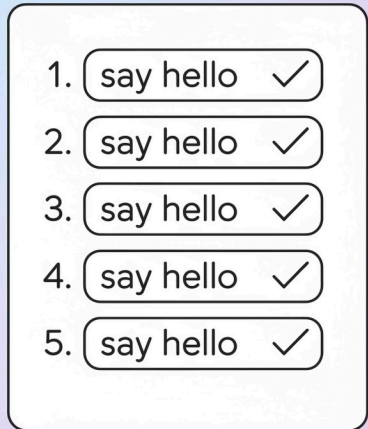 1. say hello ✓
2. say hello ✓
3. say hello ✓
4. say hello ✓
5. say hello ✓